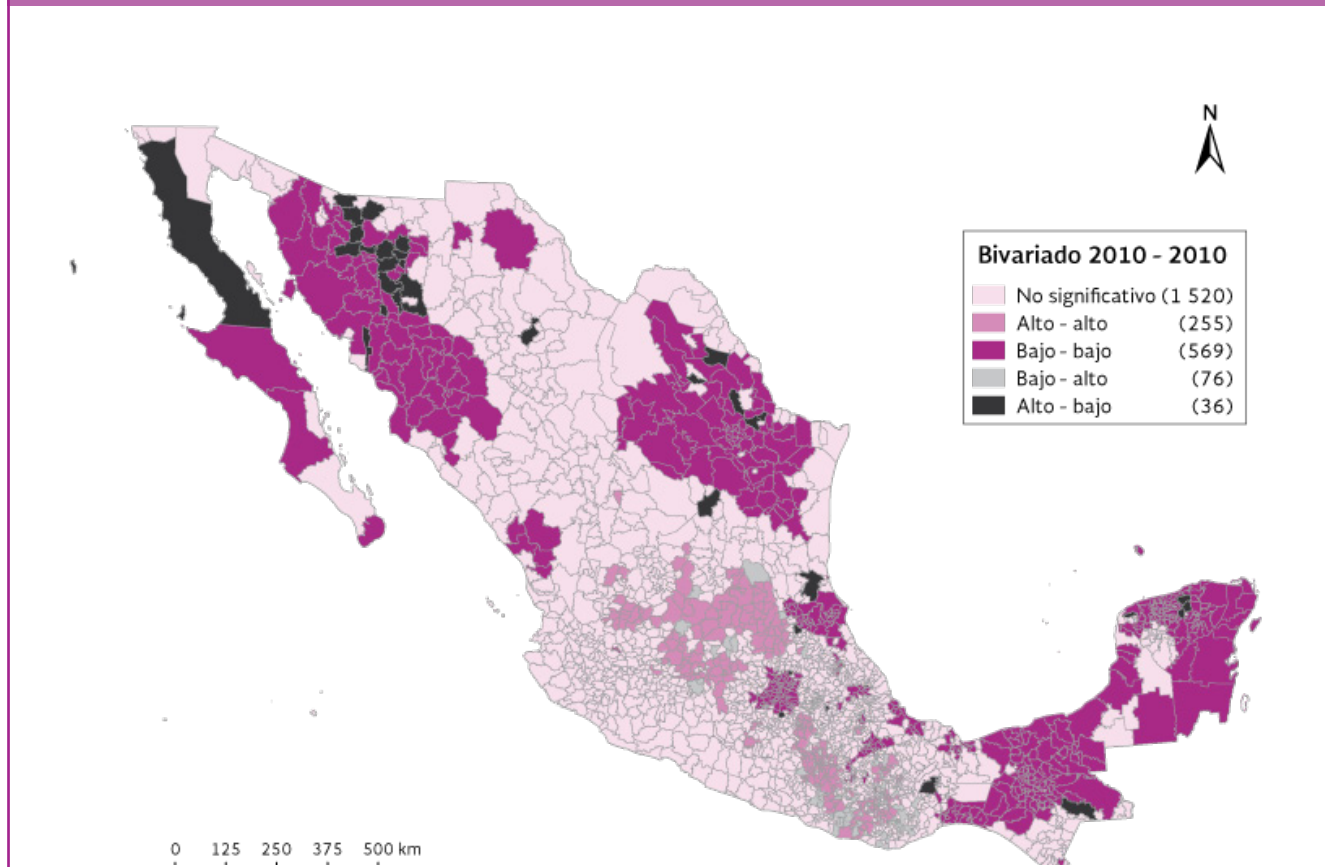 N
Bivariado 2010 - 2010
No significativo (1 520)
Alto - alto (255)
Bajo - bajo (569)
Bajo - alto (76)
Alto - bajo (36)
0 125 250 375 500 km